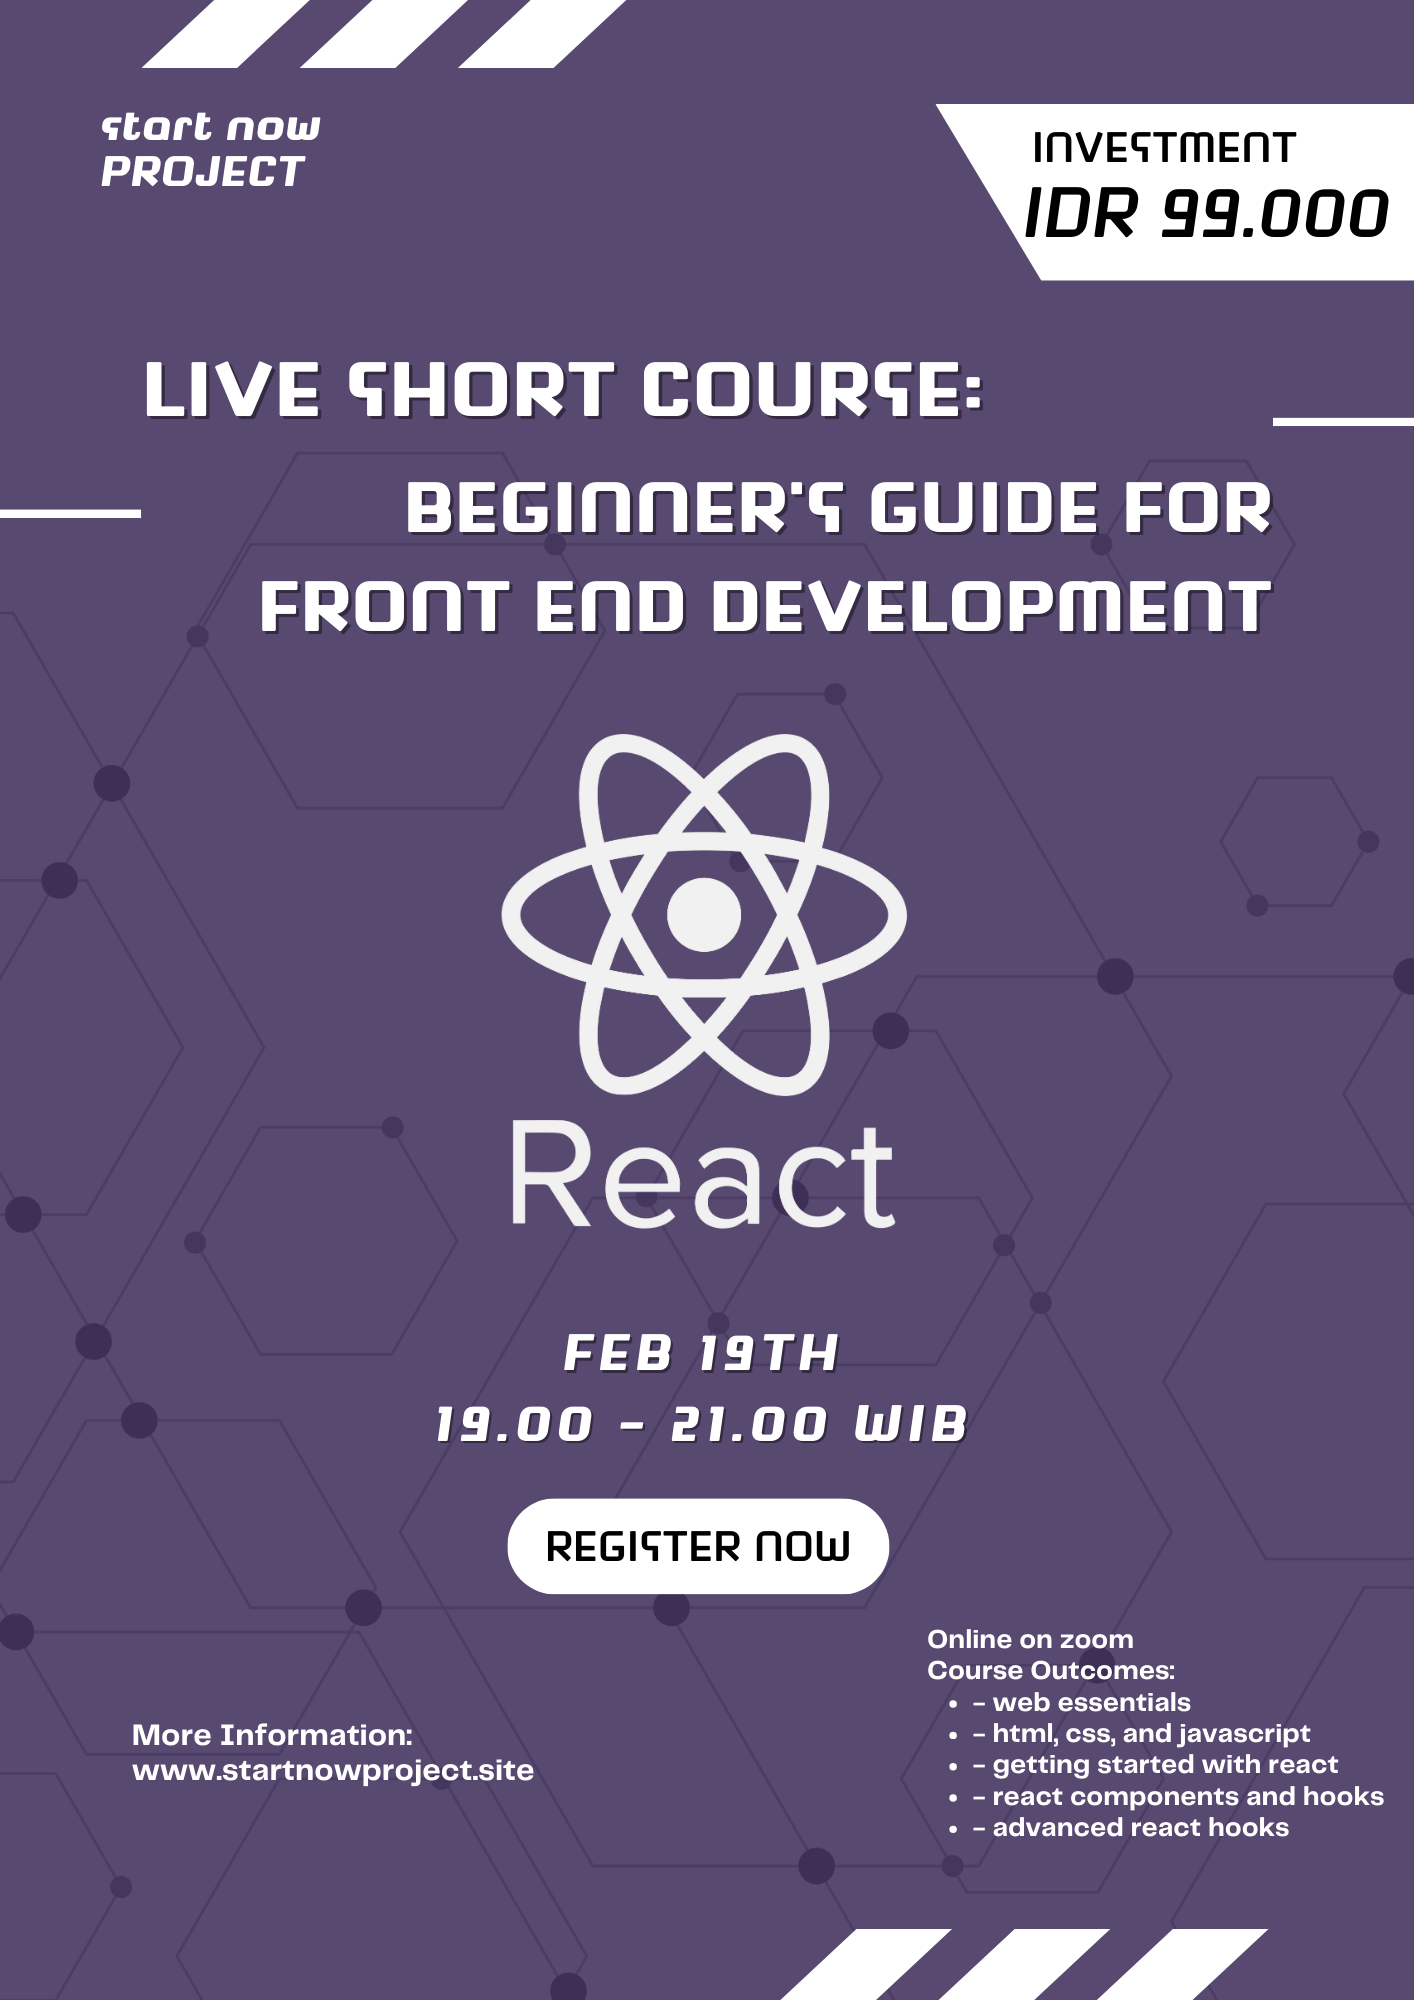 start now
PROJECT
INVESTMENT
IDR 99.000
LIVE SHORT COURSE:
BEGINNER'S GUIDE FOR
FRONT END DEVELOPMENT
React
FEB 19TH
19.00 - 21.00 WIB
REGISTER NOW
Online on zoom
Course Outcomes:
• - web essentials
• - html, css, and javascript
• - getting started with react
• - react components and hooks
• - advanced react hooks
More Information:
www.startnowproject.site